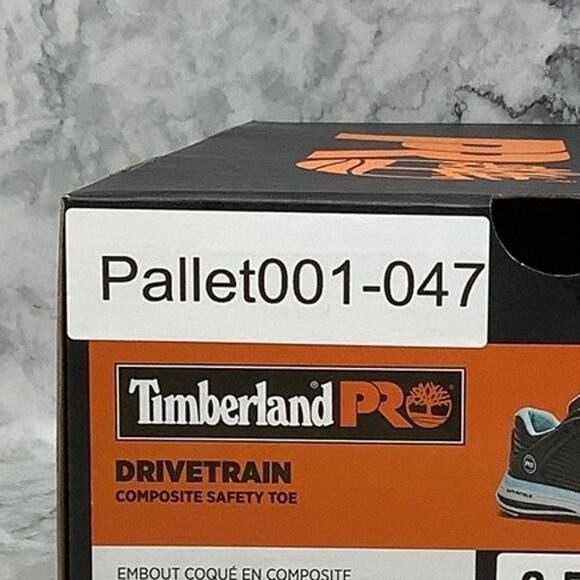 Pallet001-047
Timberland PRO
DRIVETRAIN
COMPOSITE SAFETY TOE
EMBOUT COQUÉ EN COMPOSITE